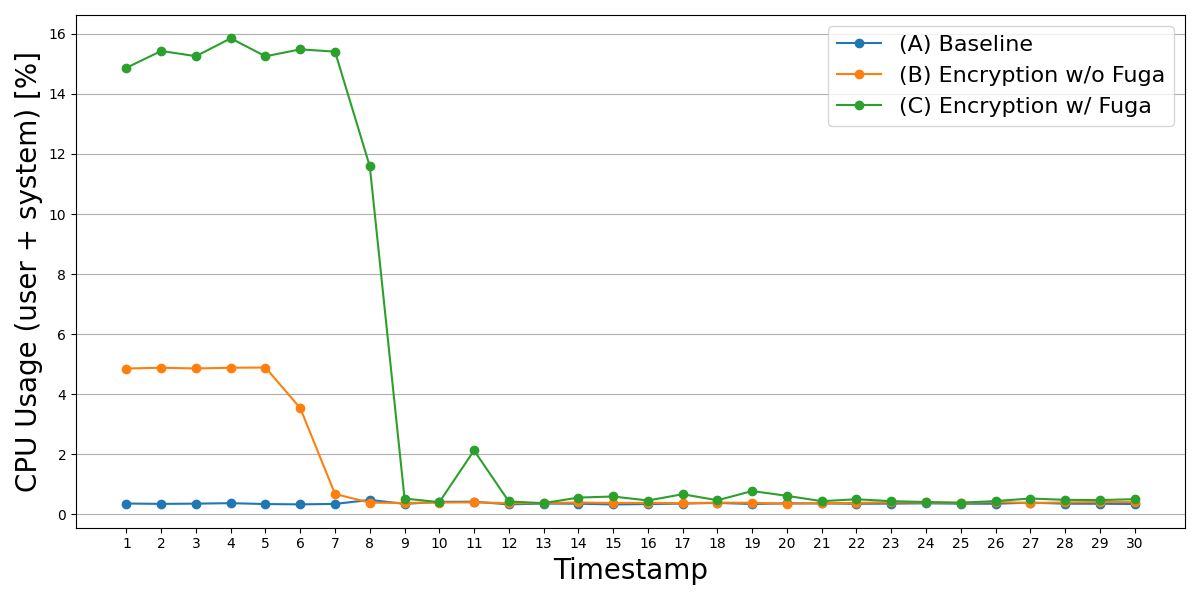 CPU Usage (user + system) [%]
16
14
12
10
8
6
4
2
0
(A) Baseline
(B) Encryption w/o Fuga
(C) Encryption w/ Fuga
1 2 3 4 5 6 7 8 9 10 11 12 13 14 15 16 17 18 19 20 21 22 23 24 25 26 27 28 29 30
Timestamp